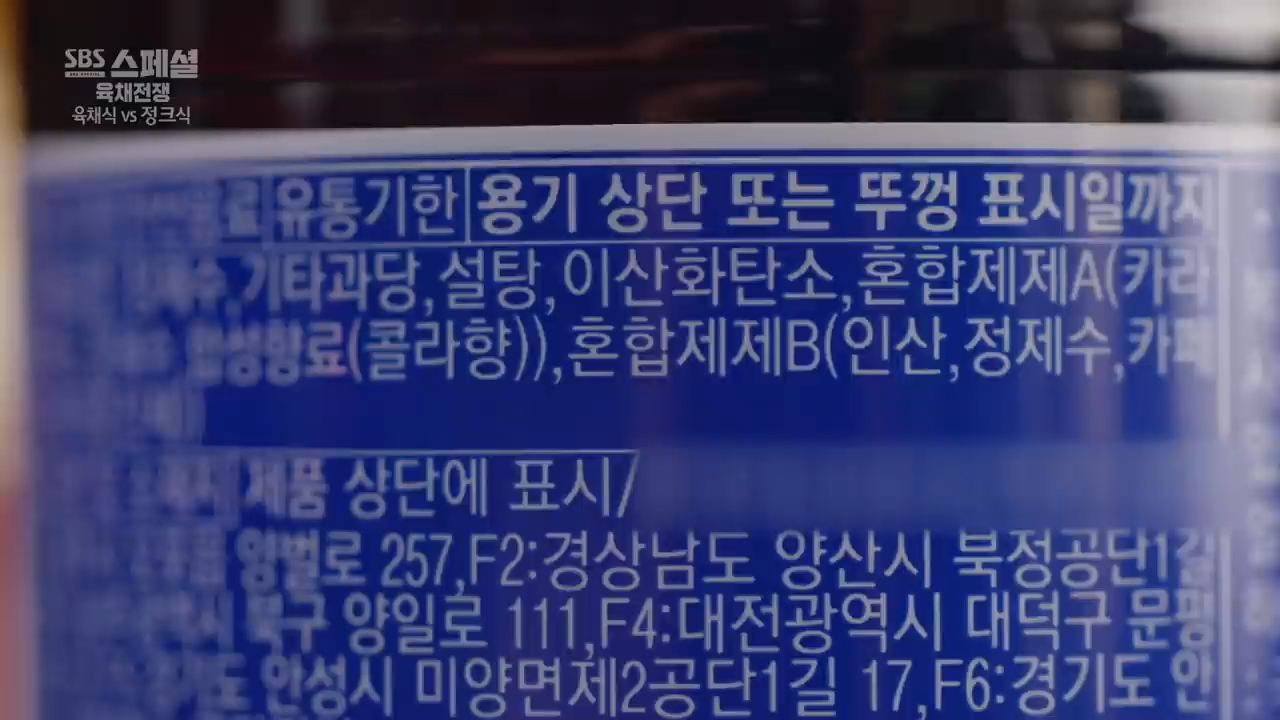 SBS 스페셜
육채전쟁
육채식 vs 정크식
유통기한 용기 상단 또는 뚜껑 표시일까지
기타과당,설탕,이산화탄소,혼합제제A(카라
합성향료(콜라향)),혼합제제B(인산,정제수,카페
제품 상단에 표시/
양벌로 257,F2:경상남도 양산시 북정공단1길
북구 양일로 111,F4:대전광역시 대덕구 문평
경기도 안성시 미양면제2공단1길 17,F6:경기도 안